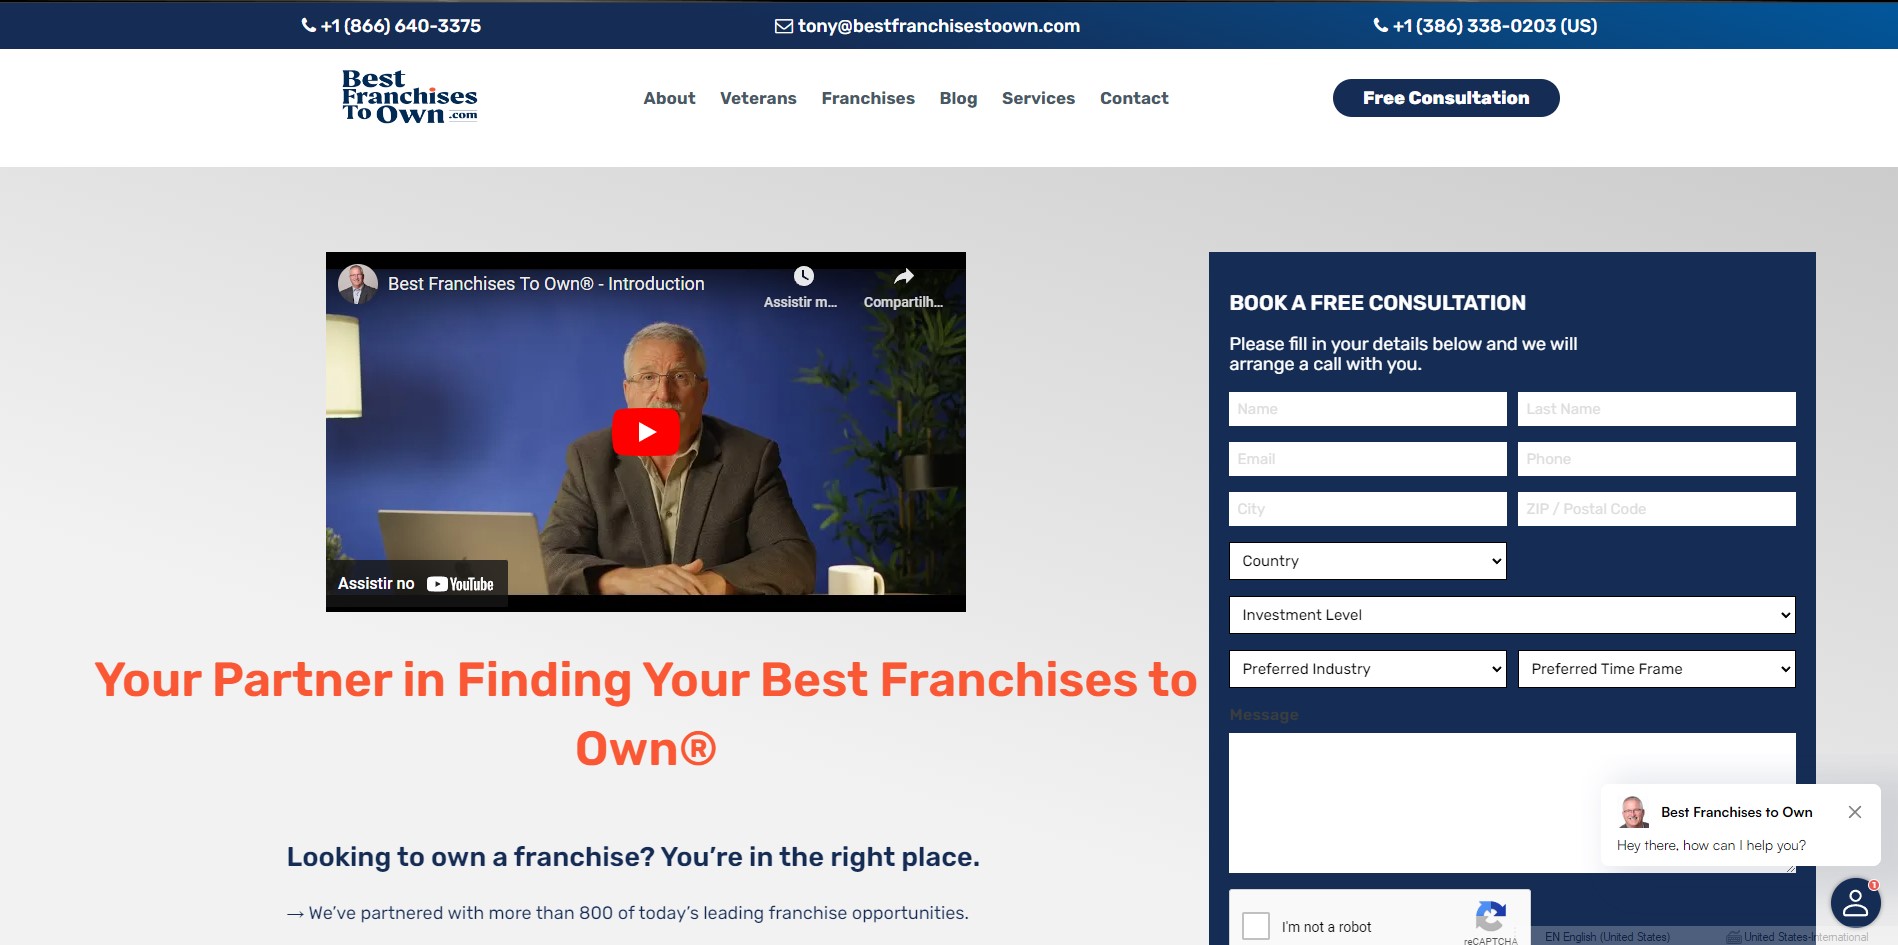 +1 (866) 640-3375
tony@bestfranchisestoown.com
+1 (386) 338-0203 (US)
Best
Franchises
To Own .com
About Veterans Franchises Blog Services Contact
Free Consultation
Best Franchises To Own® - Introduction
Assistir m...
Compartilh...
Assistir no YouTube
Your Partner in Finding Your Best Franchises to
Own®
Looking to own a franchise? You’re in the right place.
→ We’ve partnered with more than 800 of today’s leading franchise opportunities.
BOOK A FREE CONSULTATION
Please fill in your details below and we will
arrange a call with you.
Name
Last Name
Email
Phone
City
ZIP / Postal Code
Country
Investment Level
Preferred Industry
Preferred Time Frame
Message
Best Franchises to Own
Hey there, how can I help you?
1
I'm not a robot
reCAPTCHA
EN English (United States)
United States-International